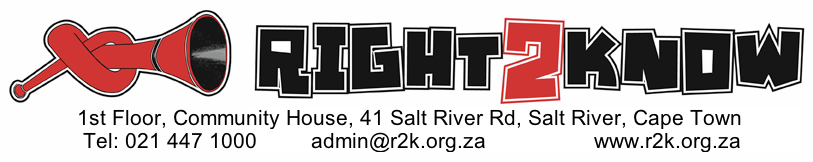 RIGHT2KNOW
1st Floor, Community House, 41 Salt River Rd, Salt River, Cape Town
Tel: 021 447 1000 admin@r2k.org.za www.r2k.org.za